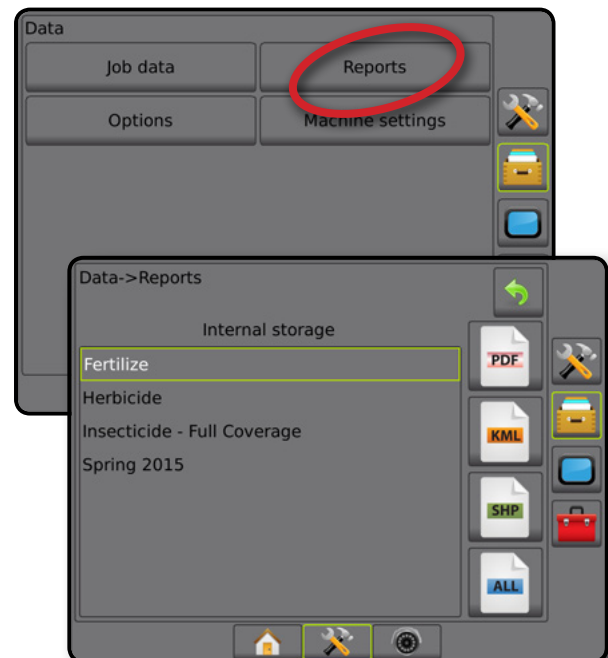 Data
Job data
Reports
Options
Machine settings
Data->Reports
Internal storage
Fertilize
Herbicide
Insecticide - Full Coverage
Spring 2015
PDF
KML
SHP
ALL